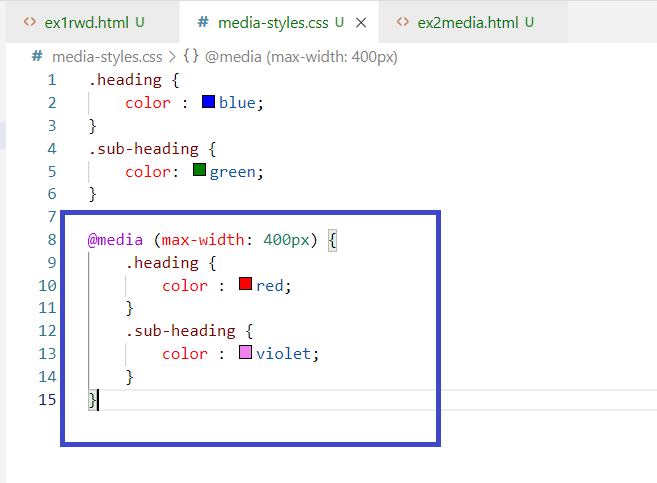 <> ex1rwd.html U # media-styles.css U × <> ex2media.html U
# media-styles.css > {} @media (max-width: 400px)
1 .heading {
2 color : blue;
3 }
4 .sub-heading {
5 color: green;
6 }
7
8 @media (max-width: 400px) {
9 .heading {
10 color : red;
11 }
12 .sub-heading {
13 color : violet;
14 }
15 }